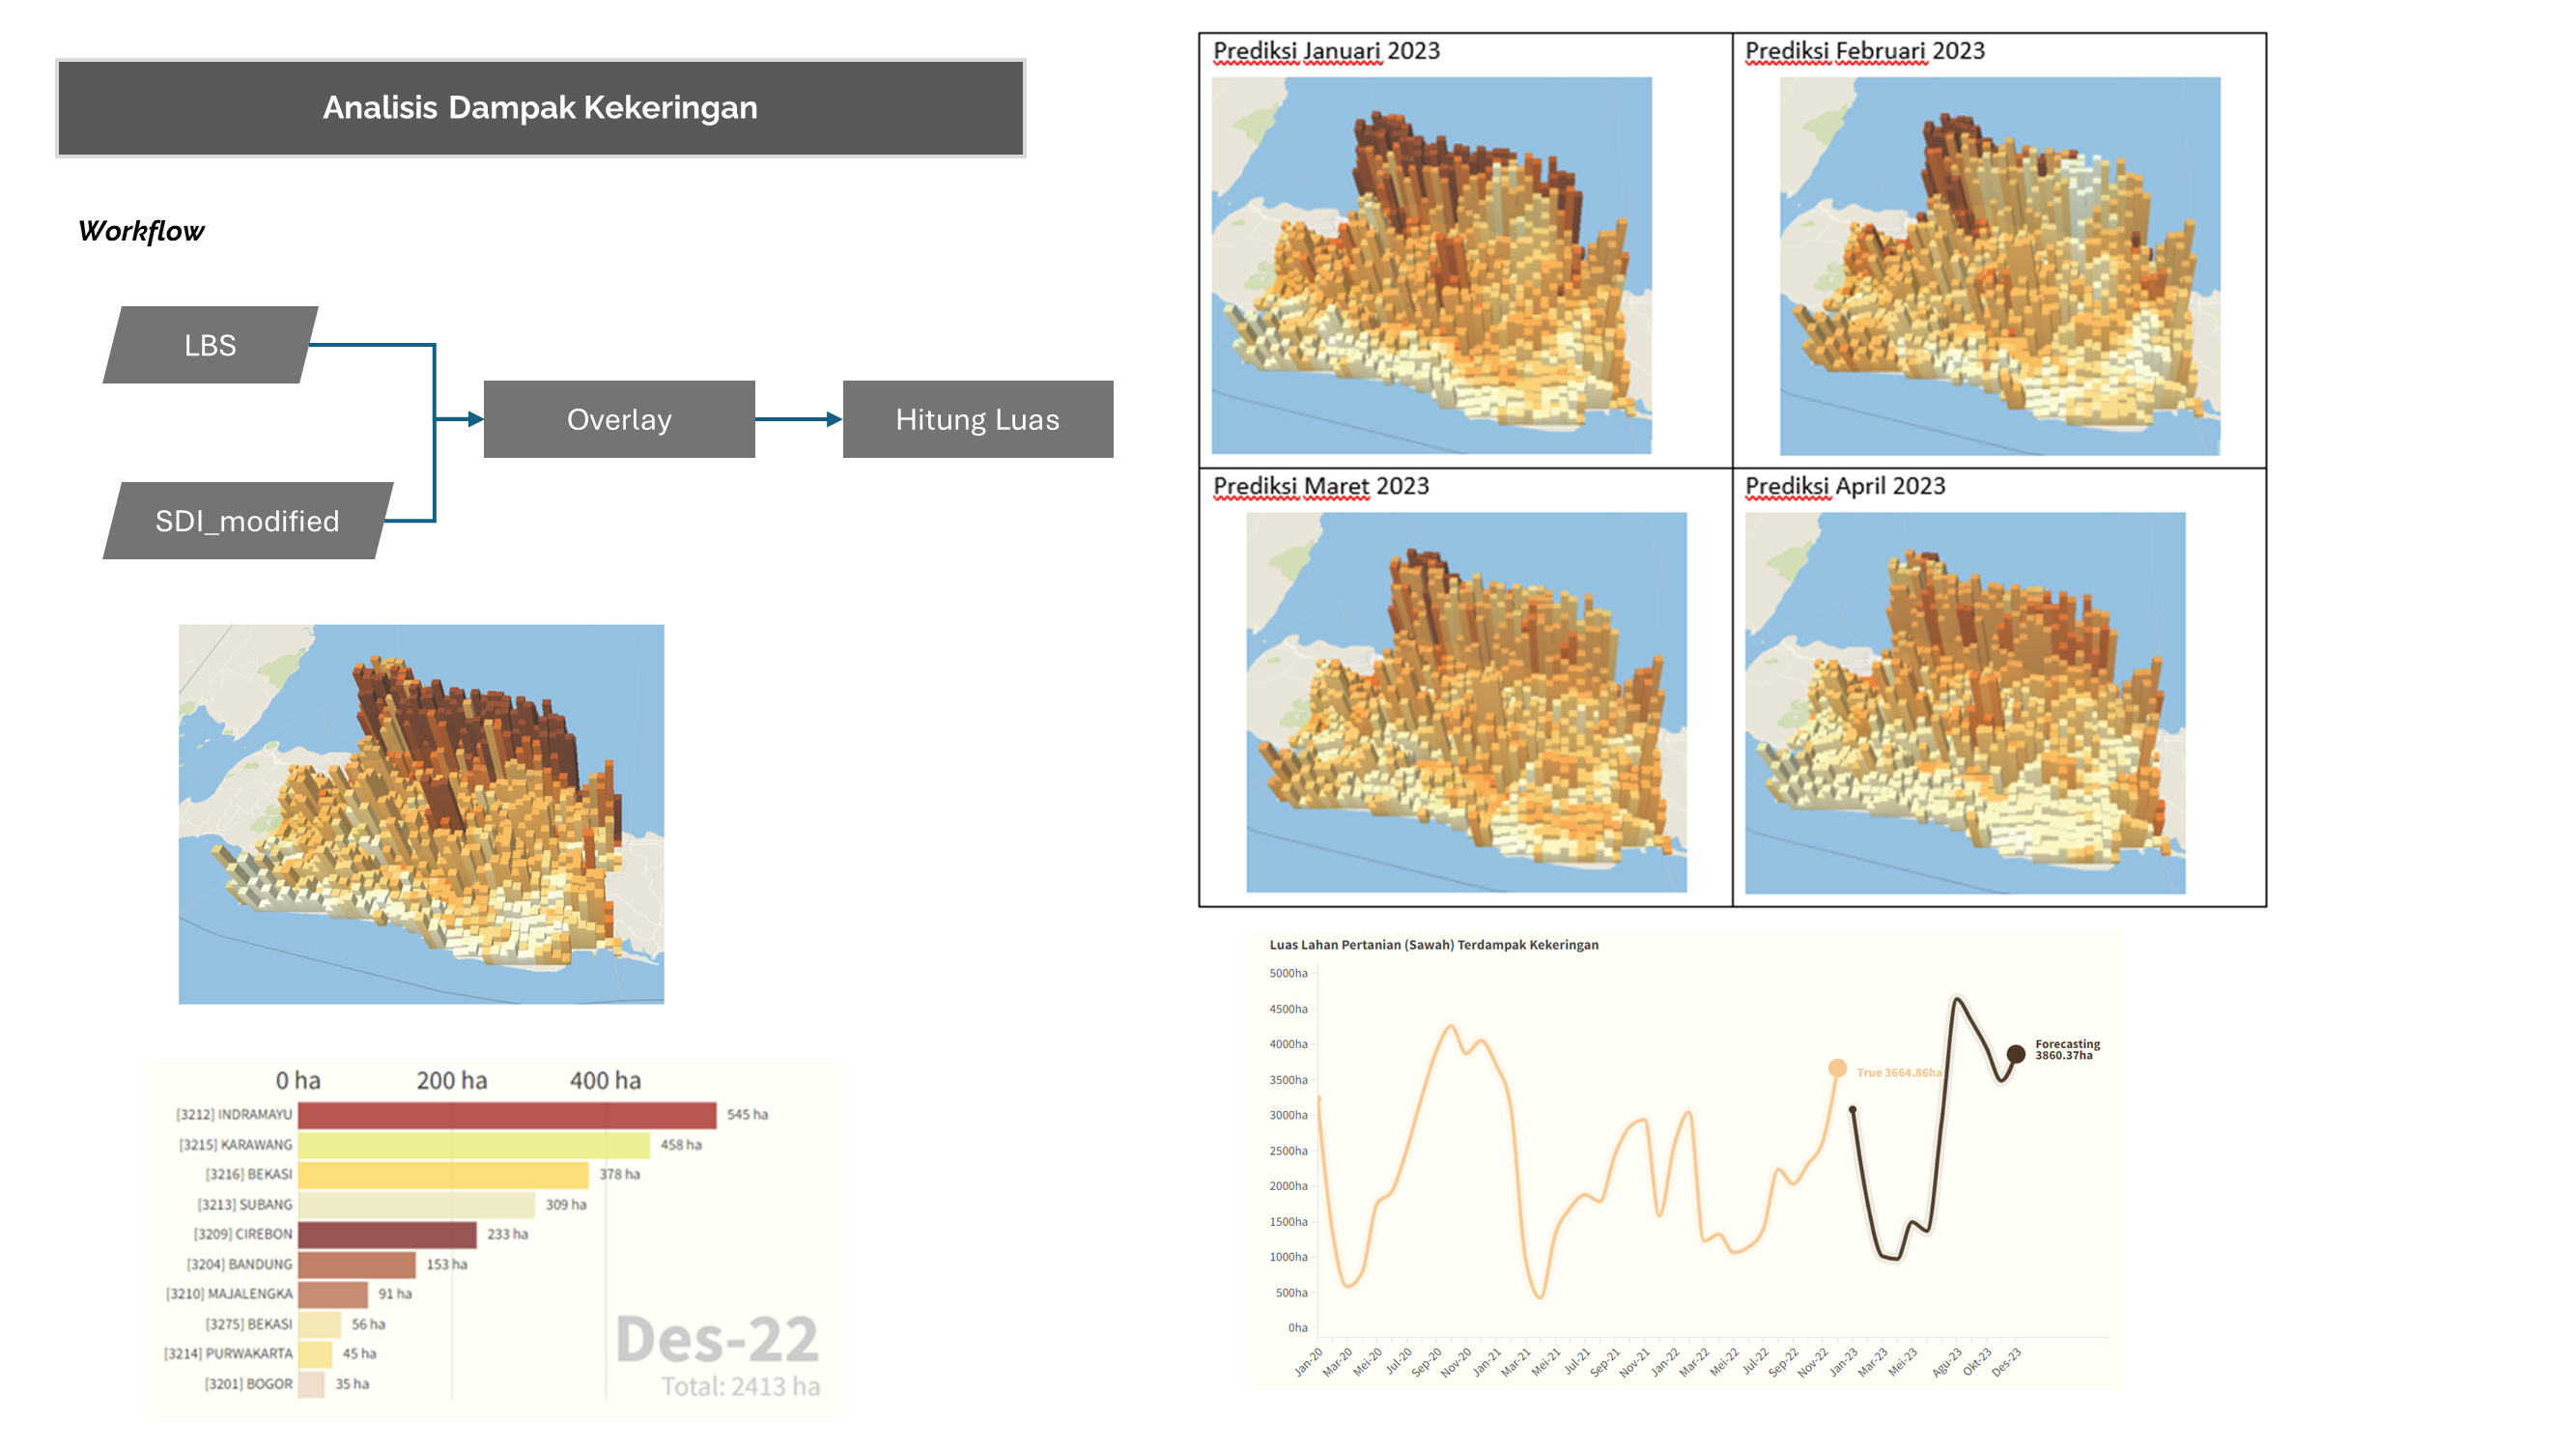 Analisis Dampak Kekeringan
Workflow
LBS
SDI_modified
Overlay
Hitung Luas
0 ha
200 ha
400 ha
[3212] INDRAMAYU
545 ha
[3215] KARAWANG
458 ha
[3216] BEKASI
378 ha
[3213] SUBANG
309 ha
[3209] CIREBON
233 ha
[3204] BANDUNG
153 ha
[3210] MAJALENGKA
91 ha
[3275] BEKASI
56 ha
[3214] PURWAKARTA
45 ha
[3201] BOGOR
35 ha
Des-22
Total: 2413 ha
Prediksi Januari 2023
Prediksi Februari 2023
Prediksi Maret 2023
Prediksi April 2023
Luas Lahan Pertanian (Sawah) Terdampak Kekeringan
5000ha
4500ha
4000ha
3500ha
3000ha
2500ha
2000ha
1500ha
1000ha
500ha
0ha
True 3664.86ha
Forecasting
3860.37ha
Jan-20
Mar-20
Mei-20
Jul-20
Sep-20
Nov-20
Jan-21
Mar-21
Mei-21
Jul-21
Sep-21
Nov-21
Jan-22
Mar-22
Mei-22
Jul-22
Sep-22
Nov-22
Jan-23
Mar-23
Mei-23
Agu-23
Okt-23
Des-23